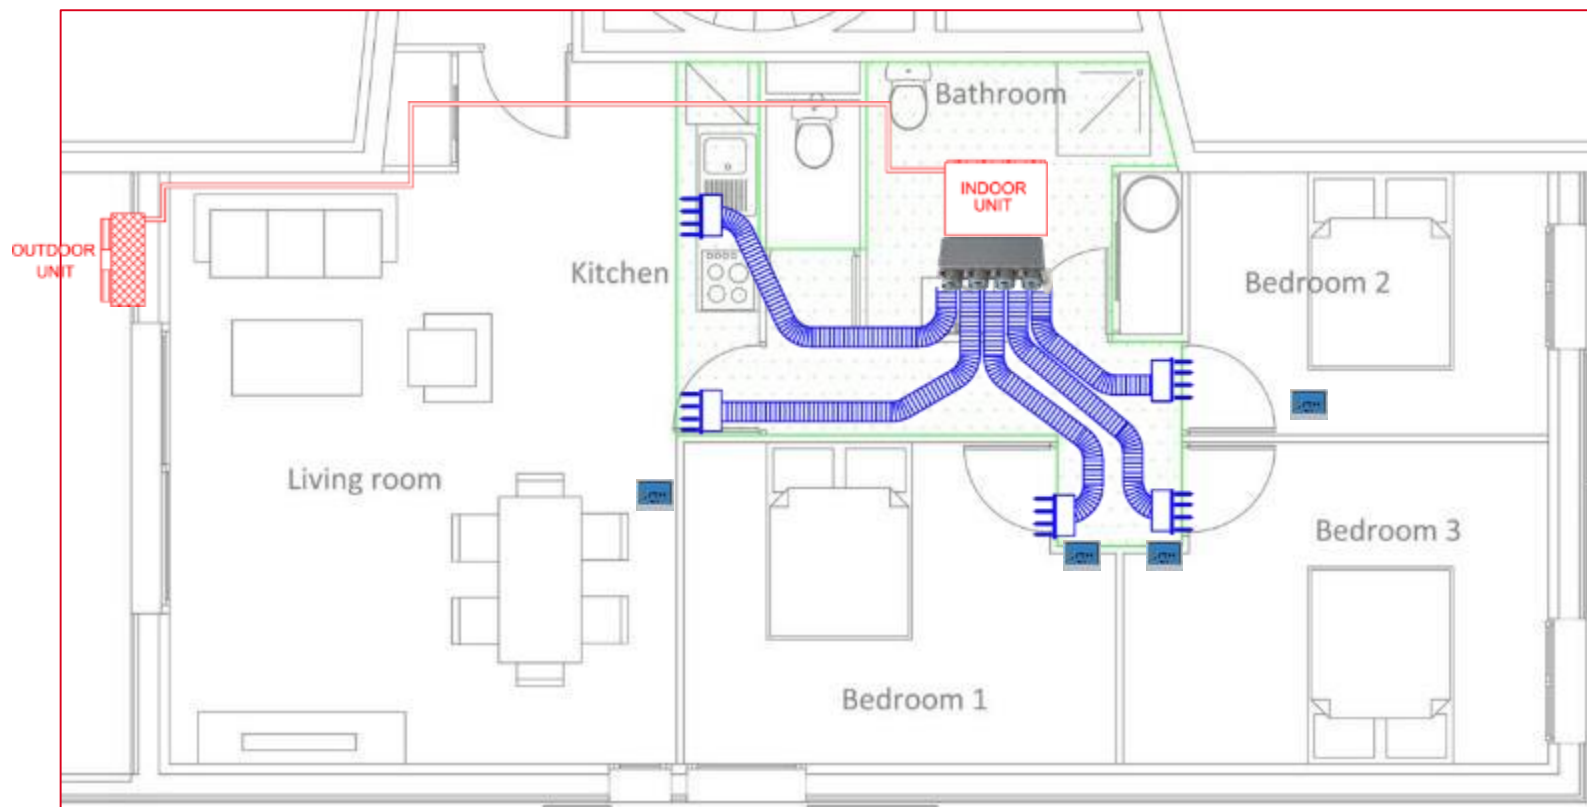 Bathroom
INDOOR
UNIT
OUTDOOR
UNIT
Kitchen
Bedroom 2
Living room
Bedroom 3
Bedroom 1